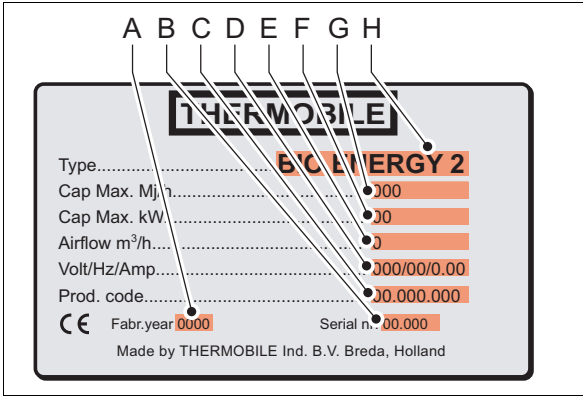 A B C D E F G H
THERMOBILE
Type..............................BIO ENERGY 2
Cap Max. Mj/h..............................000
Cap Max. kW..............................00
Airflow m³/h..............................0
Volt/Hz/Amp..............................000/00/0.00
Prod. code..............................00.000.000
CE Fabr.year 0000 Serial nr. 00.000
Made by THERMOBILE Ind. B.V. Breda, Holland